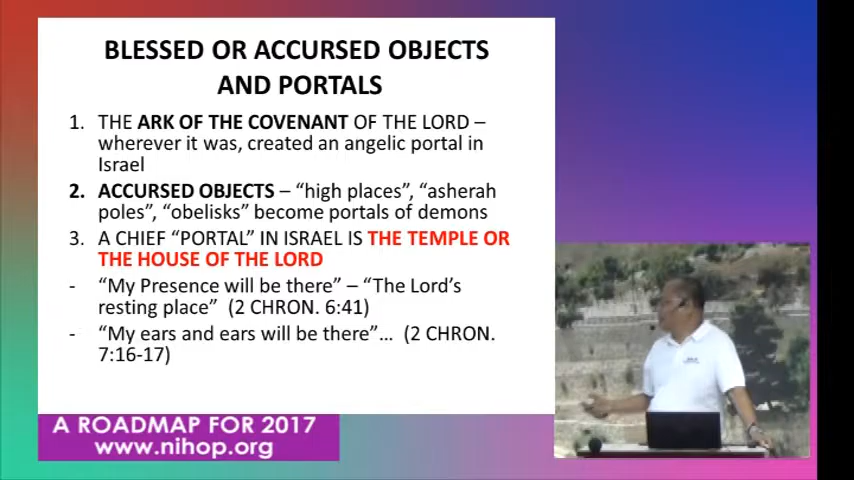 BLESSED OR ACCURSED OBJECTS
AND PORTALS
1. THE ARK OF THE COVENANT OF THE LORD –
wherever it was, created an angelic portal in
Israel
2. ACCURSED OBJECTS – “high places”, “asherah
poles”, “obelisks” become portals of demons
3. A CHIEF “PORTAL” IN ISRAEL IS THE TEMPLE OR
THE HOUSE OF THE LORD
- “My Presence will be there” – “The Lord’s
resting place” (2 CHRON. 6:41)
- “My ears and ears will be there”… (2 CHRON.
7:16-17)
A ROADMAP FOR 2017
www.nihop.org